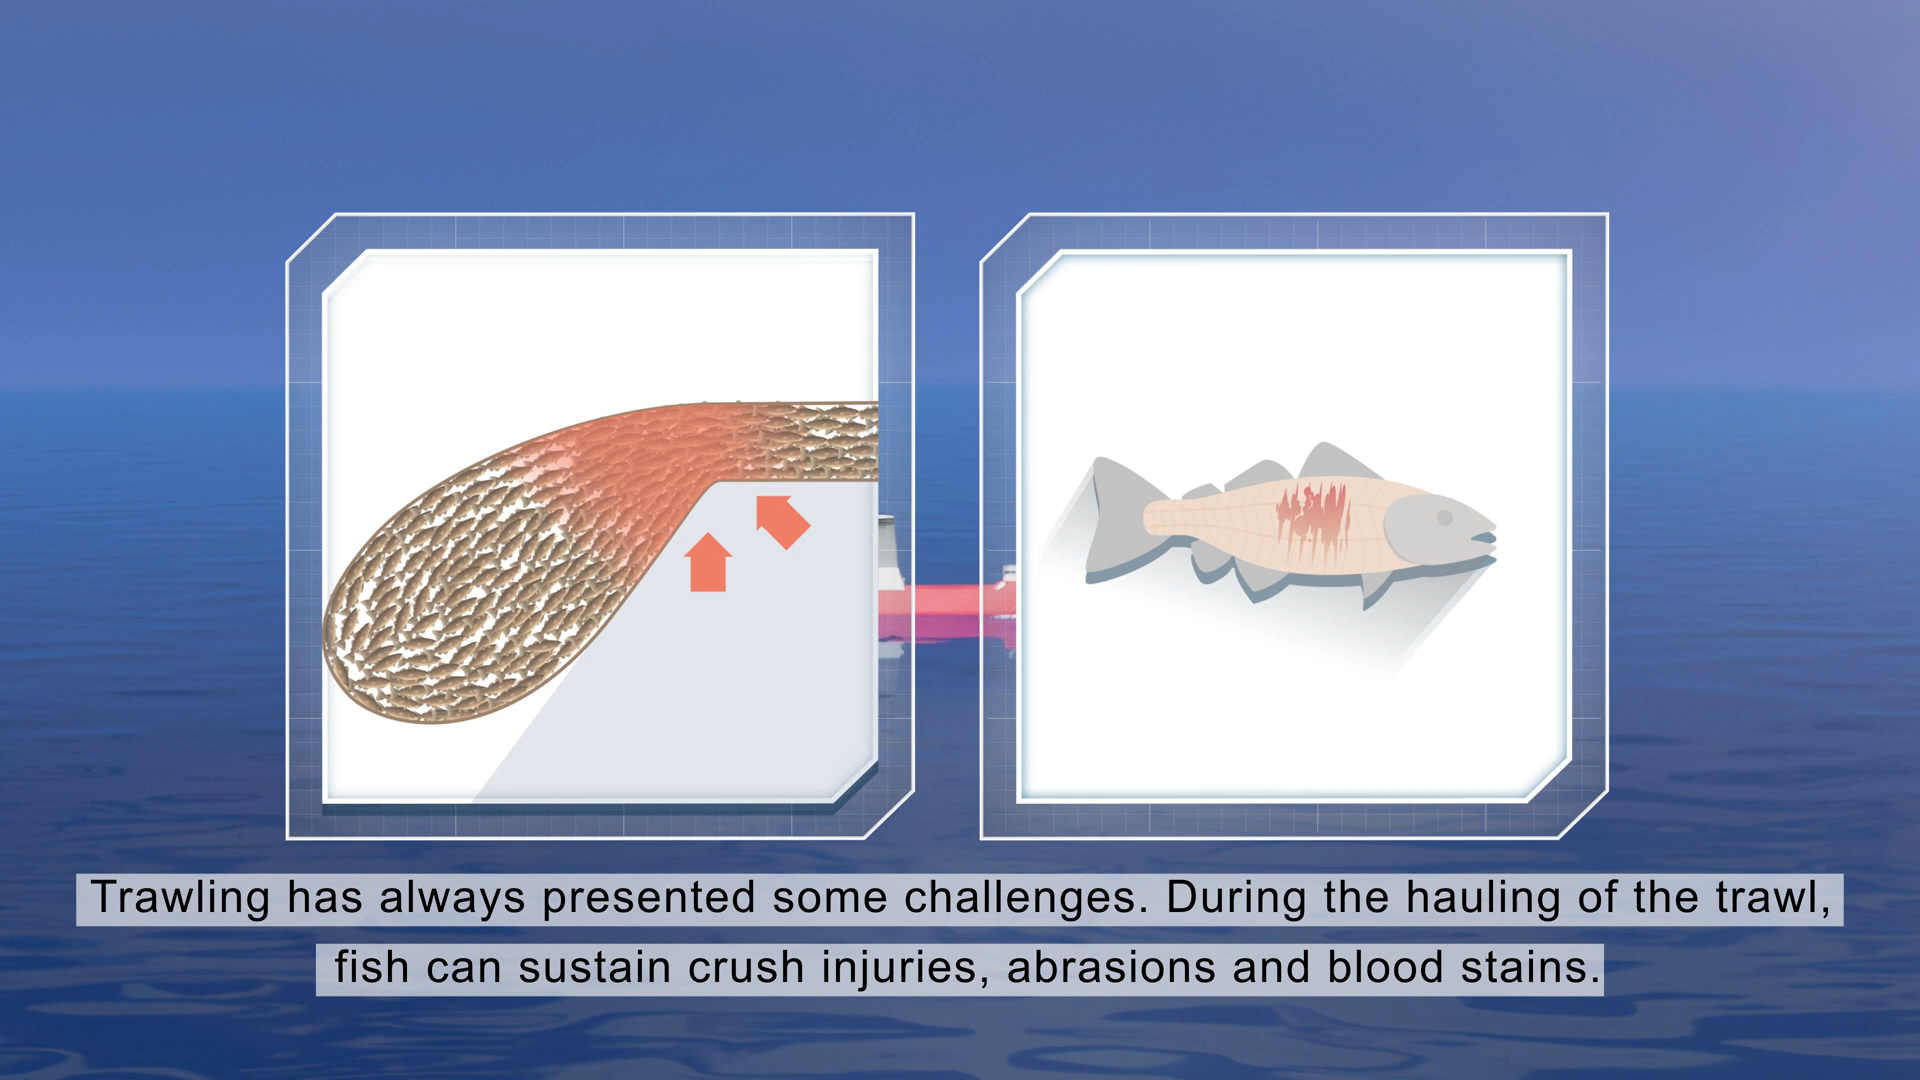 Trawling has always presented some challenges. During the hauling of the trawl,
fish can sustain crush injuries, abrasions and blood stains.